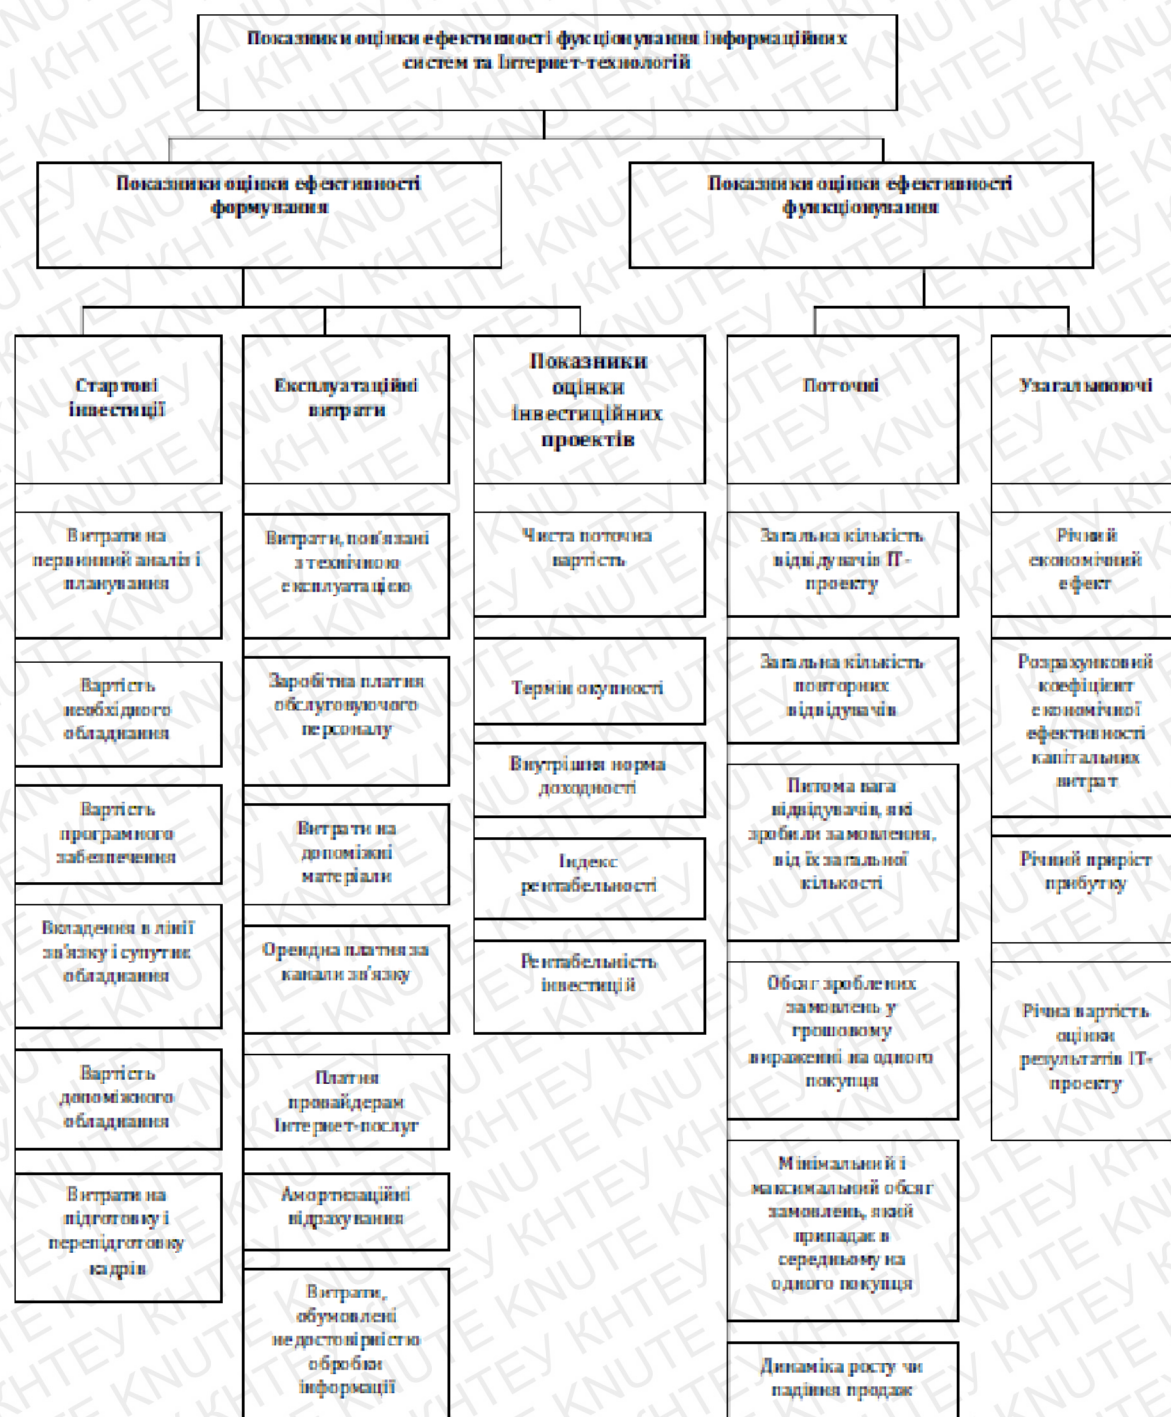 Показники оцінки ефективності фукціонування інформаційних
систем та Інтернет-технологій
Показники оцінки ефективності
формування
Показники оцінки ефективності
функціонування
Стартові
інвестиції
Експлуатаційні
витрати
Показники
оцінки
інвестиційних
проектів
Поточні
Узагальнюючі
Витрати на
первинний аналіз і
планування
Вартість
необхідного
обладнання
Вартість
програмного
забезпечення
Вкладення в лінії
зв'язку і супутнє
обладнання
Вартість
допоміжного
обладнання
Витрати на
підготовку і
перепідготовку
кадрів
Витрати, пов'язані
з технічною
експлуатацією
Заробітна платня
обслуговуючого
персоналу
Витрати на
допоміжні
матеріали
Орендна платня за
канали зв'язку
Платня
провайдерам
Інтернет-послуг
Амортизаційні
відрахування
Витрати,
обумовлені
недостовірністю
обробки
інформації
Чиста поточна
вартість
Термін окупності
Внутрішня норма
доходності
Індекс
рентабельності
Рентабельність
інвестицій
Загальна кількість
відвідувачів ІТ-
проекту
Загальна кількість
повторних
відвідувачів
Питома вага
відвідувачів, які
зробили замовлення,
від їх загальної
кількості
Обсяг зроблених
замовлень у
грошовому
вираженні на одного
покупця
Мінімальний і
максимальний обсяг
замовлень, який
припадає в
середньому на
одного покупця
Динаміка росту чи
падіння продаж
Річний
економічний
ефект
Розрахунковий
коефіцієнт
економічної
ефективності
капітальних
витрат
Річний приріст
прибутку
Річна вартість
оцінки
результатів ІТ-
проекту